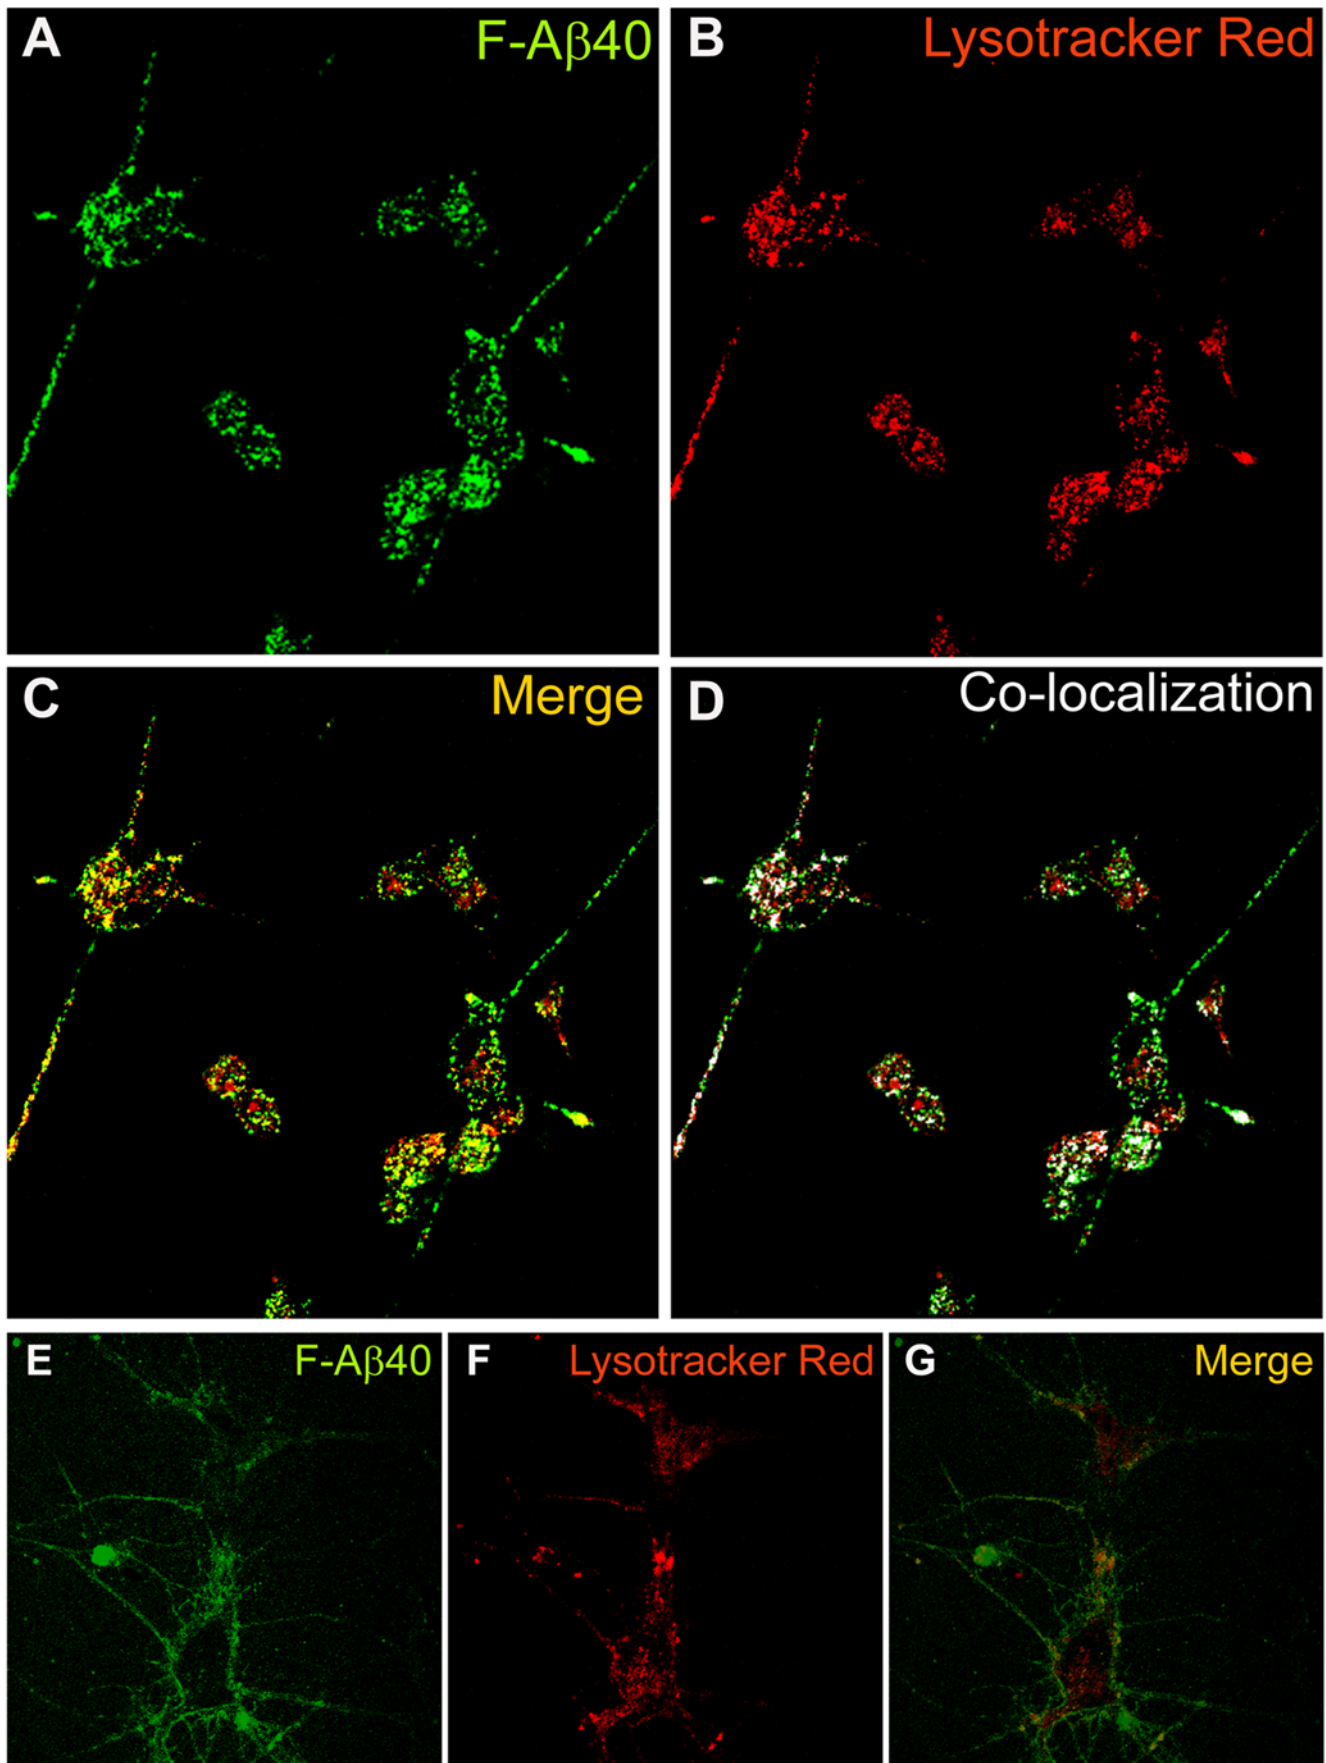 A F-Aβ40
B Lysotracker Red
C Merge
D Co-localization
E F-Aβ40
F Lysotracker Red
G Merge